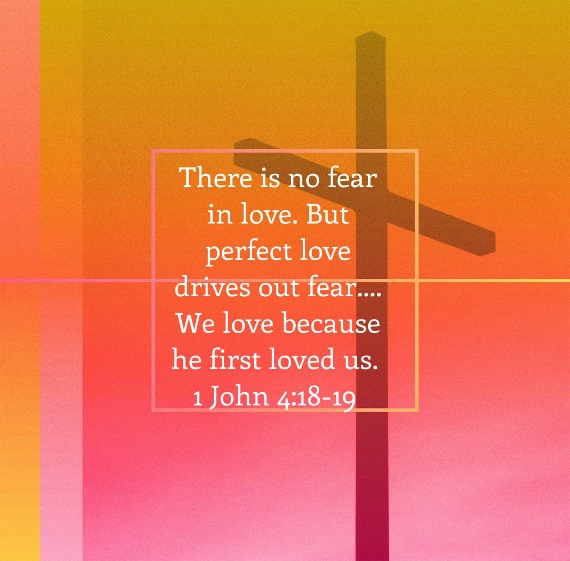 There is no fear
in love. But
perfect love
drives out fear....
We love because
he first loved us.
1 John 4:18-19